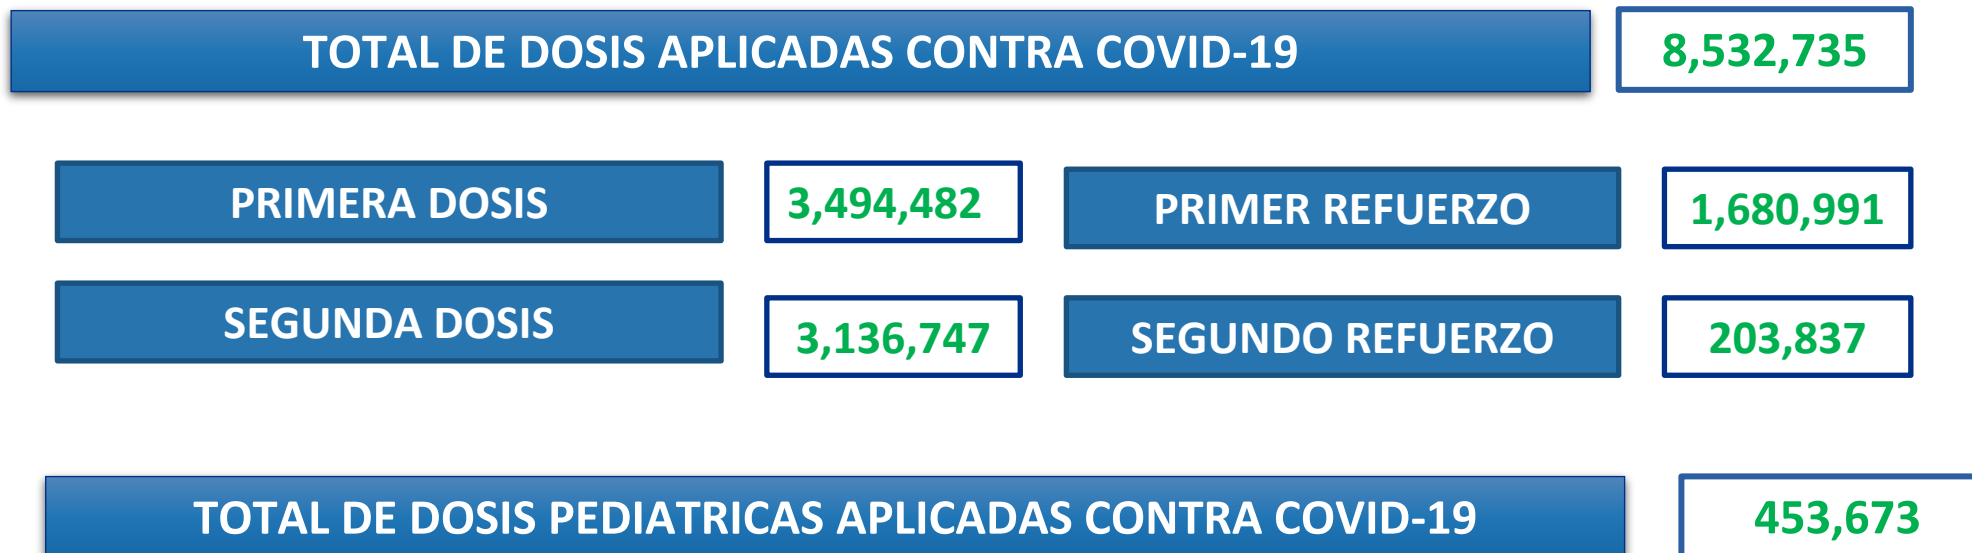 TOTAL DE DOSIS APLICADAS CONTRA COVID-19 8,532,735
PRIMERA DOSIS 3,494,482 PRIMER REFUERZO 1,680,991
SEGUNDA DOSIS 3,136,747 SEGUNDO REFUERZO 203,837
TOTAL DE DOSIS PEDIATRICAS APLICADAS CONTRA COVID-19 453,673